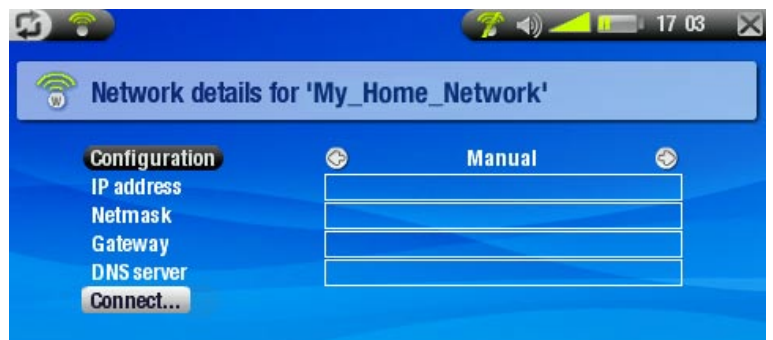 17 03
W
Network details for 'My_Home_Network'
Configuration Manual
IP address
Netmask
Gateway
DNS server
Connect...